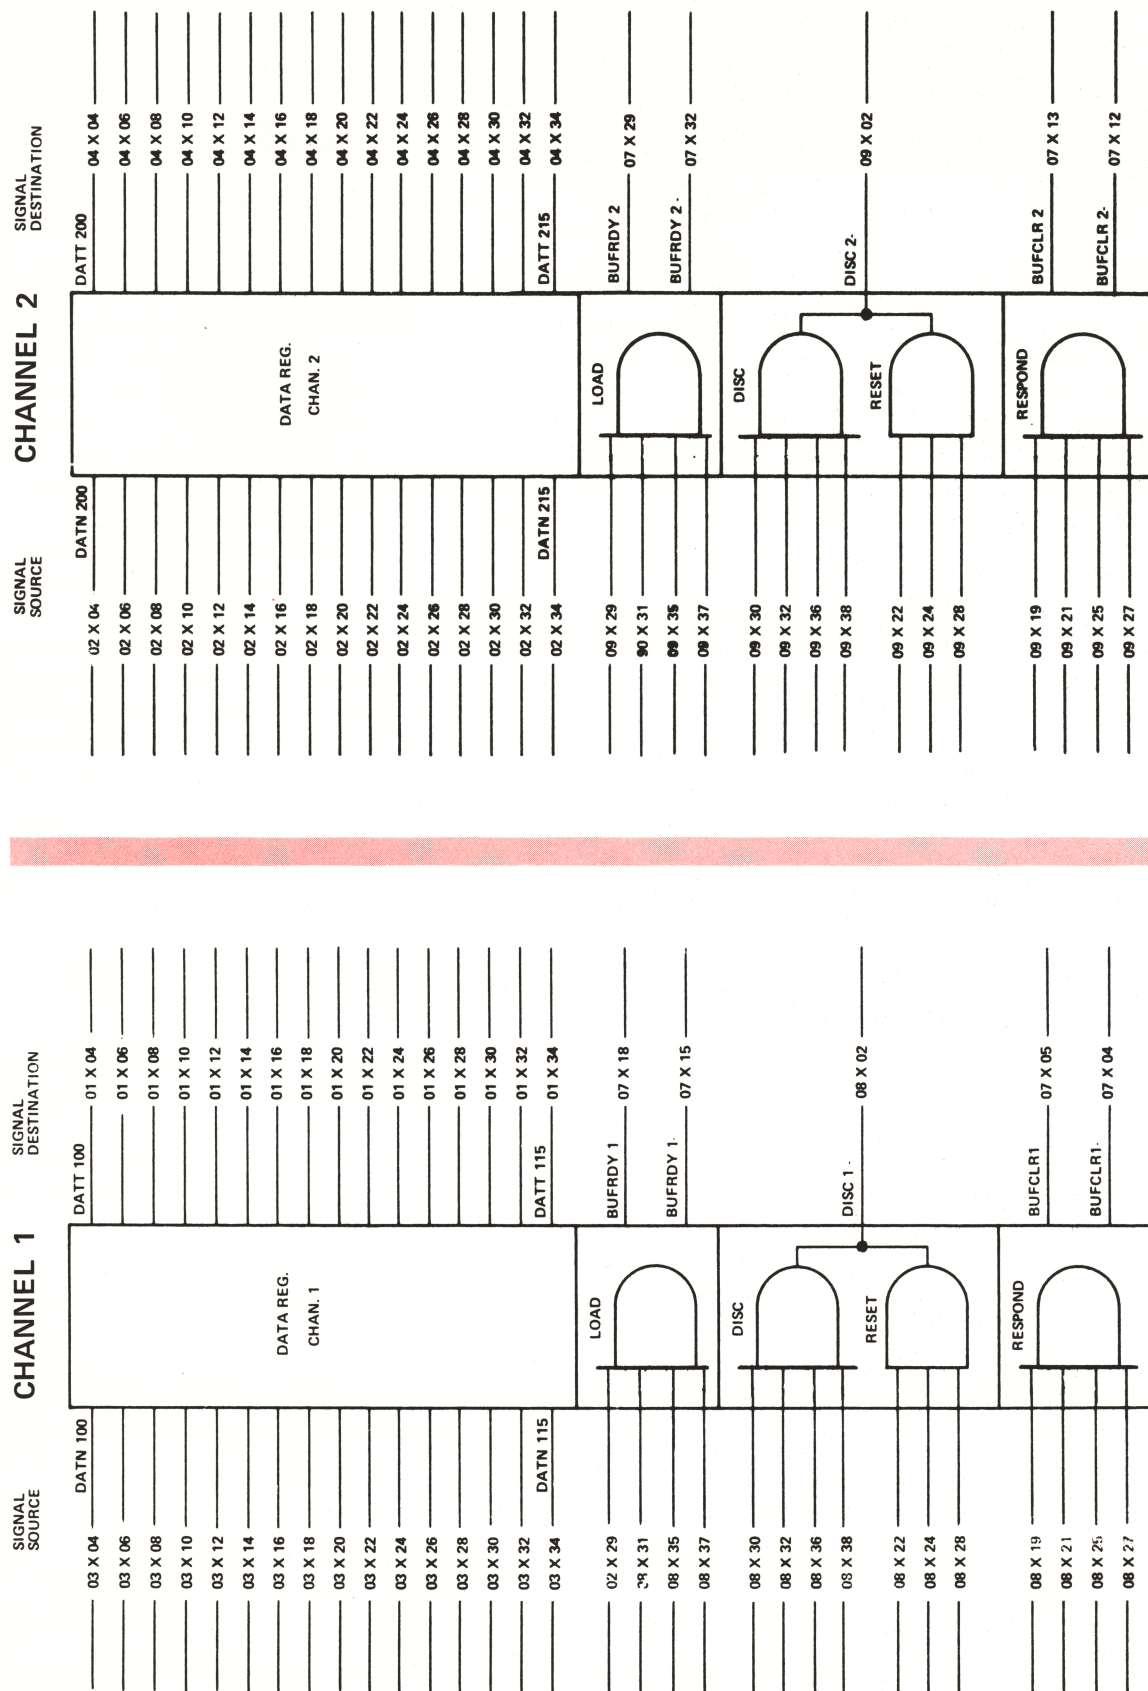 CHANNEL 2
SIGNAL
SOURCE
SIGNAL
DESTINATION
DATN 200
DATT 200
02 X 04
04 X 04
02 X 06
04 X 06
02 X 08
04 X 08
02 X 10
04 X 10
02 X 12
04 X 12
02 X 14
04 X 14
02 X 16
04 X 16
02 X 18
04 X 18
02 X 20
04 X 20
02 X 22
04 X 22
02 X 24
04 X 24
02 X 26
04 X 26
02 X 28
04 X 28
02 X 30
04 X 30
02 X 32
04 X 32
DATN 215
DATT 215
02 X 34
04 X 34
DATA REG.
CHAN. 2
LOAD
09 X 29
90 X 31
09 X 35
09 X 37
BUFRDY 2
07 X 29
BUFRDY 2 -
07 X 32
DISC
09 X 30
09 X 32
09 X 36
09 X 38
DISC 2-
09 X 02
RESET
09 X 22
09 X 24
09 X 28
RESPOND
09 X 19
09 X 21
09 X 25
09 X 27
BUFCLR 2
07 X 13
BUFCLR 2-
07 X 12
CHANNEL 1
SIGNAL
SOURCE
SIGNAL
DESTINATION
DATN 100
DATT 100
03 X 04
01 X 04
03 X 06
01 X 06
03 X 08
01 X 08
03 X 10
01 X 10
03 X 12
01 X 12
03 X 14
01 X 14
03 X 16
01 X 16
03 X 18
01 X 18
03 X 20
01 X 20
03 X 22
01 X 22
03 X 24
01 X 24
03 X 26
01 X 26
03 X 28
01 X 28
03 X 30
01 X 30
03 X 32
01 X 32
DATN 115
DATT 115
03 X 34
01 X 34
DATA REG.
CHAN. 1
LOAD
02 X 29
08 X 31
08 X 35
08 X 37
BUFRDY 1
07 X 18
BUFRDY 1-
07 X 15
DISC
08 X 30
08 X 32
08 X 36
08 X 38
DISC 1 -
08 X 02
RESET
08 X 22
08 X 24
08 X 28
RESPOND
08 X 19
08 X 21
08 X 25
08 X 27
BUFCLR1
07 X 05
BUFCLR1-
07 X 04